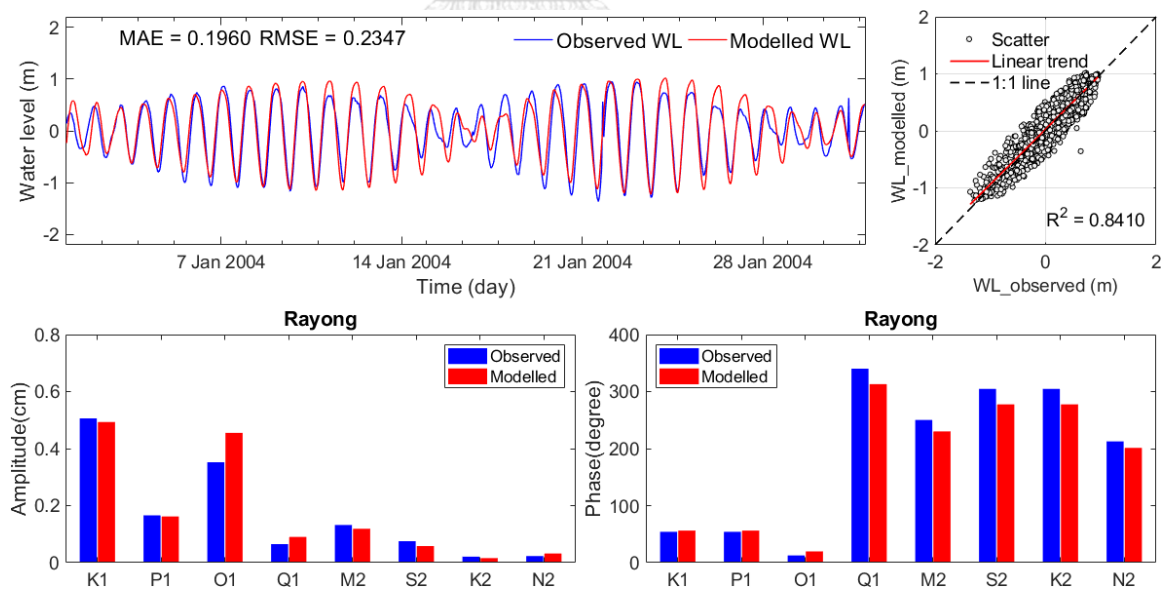 MAE = 0.1960 RMSE = 0.2347
Observed WL
Modelled WL
Water level (m)
2
1
0
-1
-2
7 Jan 2004
14 Jan 2004
21 Jan 2004
28 Jan 2004
Time (day)
Scatter
Linear trend
1:1 line
R² = 0.8410
WL_modelled (m)
2
1
0
-1
-2
-2
0
2
WL_observed (m)
Rayong
Observed
Modelled
Amplitude(cm)
0.8
0.6
0.4
0.2
0
K1 P1 O1 Q1 M2 S2 K2 N2
Rayong
Observed
Modelled
Phase(degree)
400
300
200
100
0
K1 P1 O1 Q1 M2 S2 K2 N2